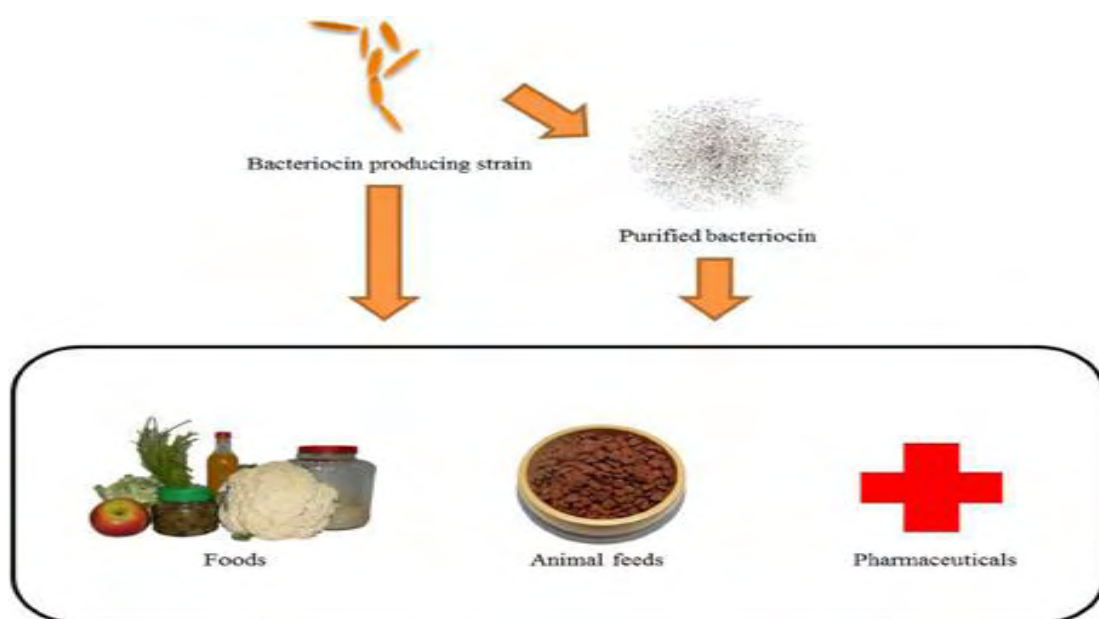 Bacteriocin producing strain
Purified bacteriocin
Foods
Animal feeds
Pharmaceuticals